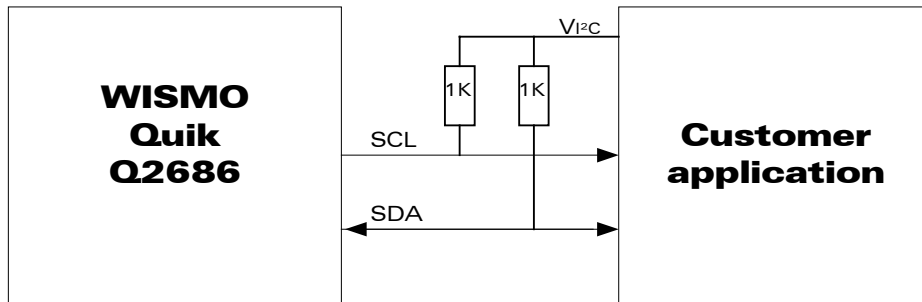 VI²C
1K
1K
WISMO
Quik
Q2686
SCL
SDA
Customer
application